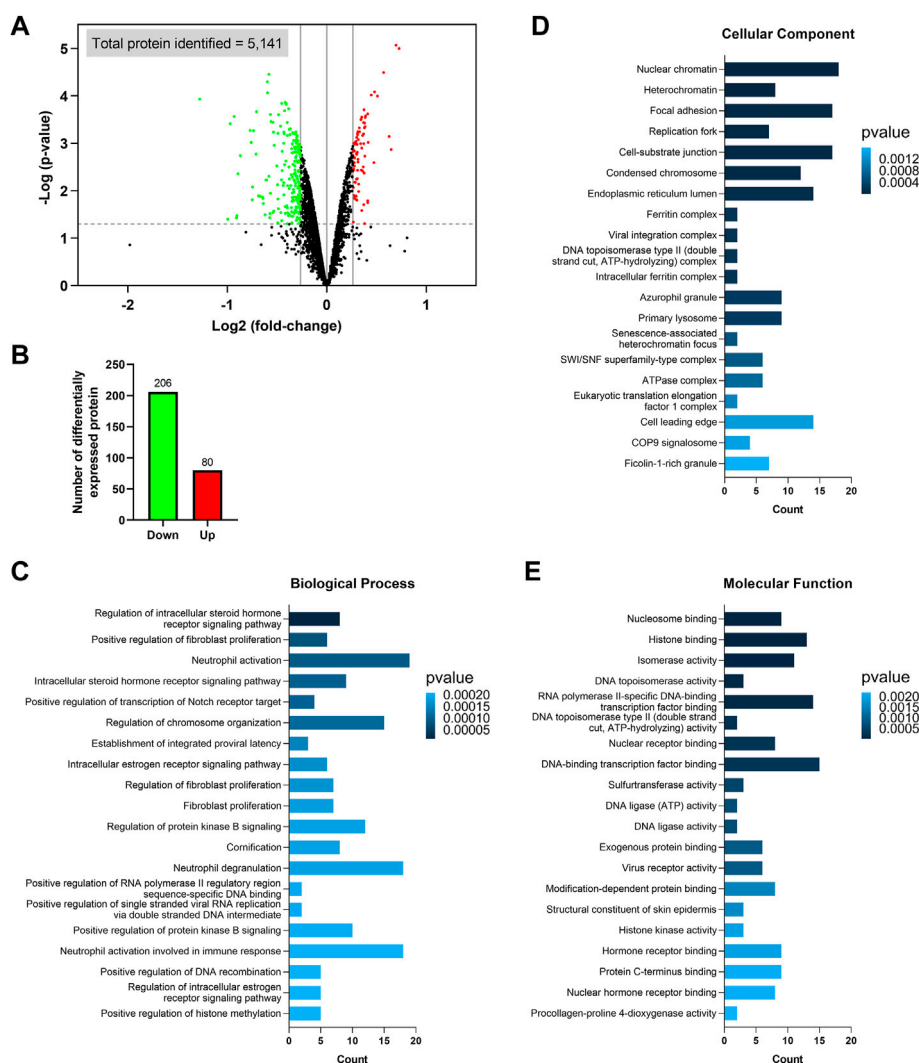 A
Total protein identified = 5,141
-Log (p-value)
5
4
3
2
1
0
-2
-1
0
1
Log2 (fold-change)
B
Number of differentially
expressed protein
250
200
150
100
50
0
206
80
Down
Up
C
Biological Process
Regulation of intracellular steroid hormone
receptor signaling pathway
Positive regulation of fibroblast proliferation
Neutrophil activation
Intracellular steroid hormone receptor signaling pathway
Positive regulation of transcription of Notch receptor target
Regulation of chromosome organization
Establishment of integrated proviral latency
Intracellular estrogen receptor signaling pathway
Regulation of fibroblast proliferation
Fibroblast proliferation
Regulation of protein kinase B signaling
Cornification
Neutrophil degranulation
Positive regulation of RNA polymerase II regulatory region
sequence-specific DNA binding
Positive regulation of single stranded viral RNA replication
via double stranded DNA intermediate
Positive regulation of protein kinase B signaling
Neutrophil activation involved in immune response
Positive regulation of DNA recombination
Regulation of intracellular estrogen
receptor signaling pathway
Positive regulation of histone methylation
0
5
10
15
20
Count
pvalue
0.00020
0.00015
0.00010
0.00005
D
Cellular Component
Nuclear chromatin
Heterochromatin
Focal adhesion
Replication fork
Cell-substrate junction
Condensed chromosome
Endoplasmic reticulum lumen
Ferritin complex
Viral integration complex
DNA topoisomerase type II (double
strand cut, ATP-hydrolyzing) complex
Intracellular ferritin complex
Azurophil granule
Primary lysosome
Senescence-associated
heterochromatin focus
SWI/SNF superfamily-type complex
ATPase complex
Eukaryotic translation elongation
factor 1 complex
Cell leading edge
COP9 signalosome
Ficolin-1-rich granule
0
5
10
15
20
Count
pvalue
0.0012
0.0008
0.0004
E
Molecular Function
Nucleosome binding
Histone binding
Isomerase activity
DNA topoisomerase activity
RNA polymerase II-specific DNA-binding
transcription factor binding
DNA topoisomerase type II (double strand
cut, ATP-hydrolyzing) activity
Nuclear receptor binding
DNA-binding transcription factor binding
Sulfurtransferase activity
DNA ligase (ATP) activity
DNA ligase activity
Exogenous protein binding
Virus receptor activity
Modification-dependent protein binding
Structural constituent of skin epidermis
Histone kinase activity
Hormone receptor binding
Protein C-terminus binding
Nuclear hormone receptor binding
Procollagen-proline 4-dioxygenase activity
0
5
10
15
20
Count
pvalue
0.0020
0.0015
0.0010
0.0005